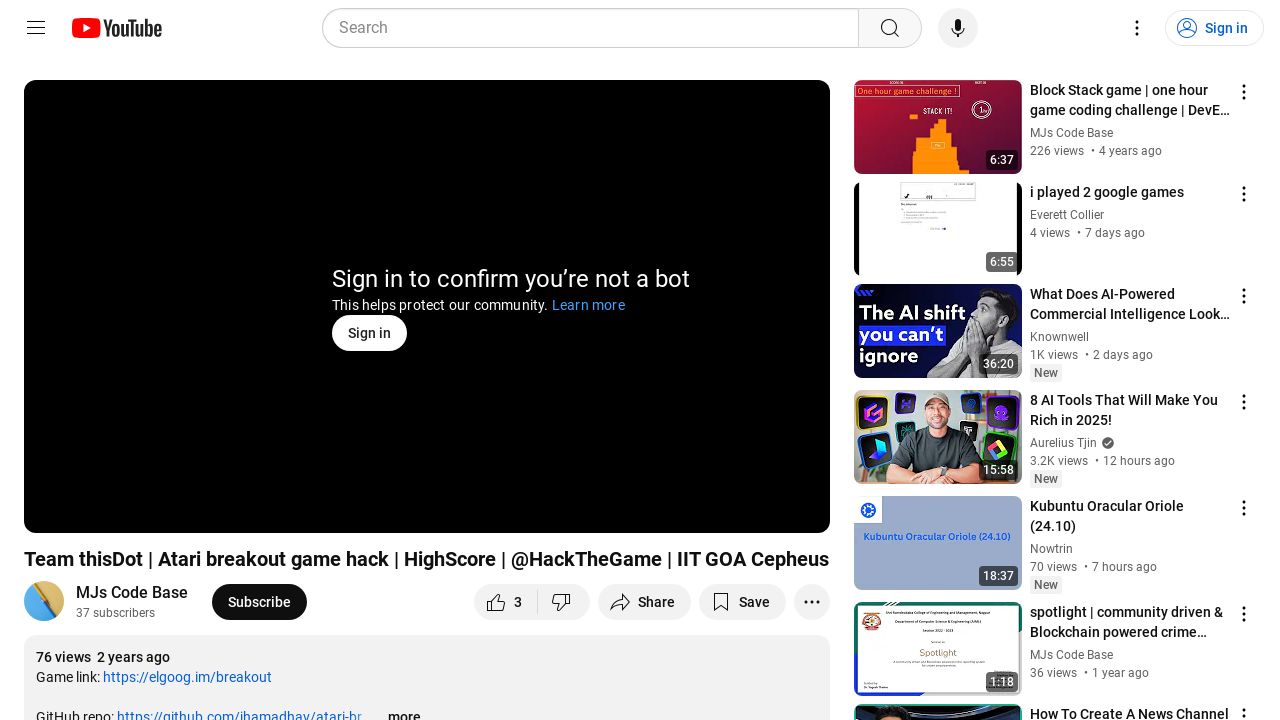 YouTube
Search
Sign in
Sign in to confirm you’re not a bot
This helps protect our community. Learn more
Sign in
Team thisDot | Atari breakout game hack | HighScore | @HackTheGame | IIT GOA Cepheus
MJs Code Base
37 subscribers
Subscribe
3
Share
Save
76 views 2 years ago
Game link: https://elgoog.im/breakout
GitHub repo: https://github.com/jhamadhav/atari-br
...more
One hour game challenge !
STACK IT!
6:37
Block Stack game | one hour
game coding challenge | DevE...
MJs Code Base
226 views • 4 years ago
6:55
i played 2 google games
Everett Collier
4 views • 7 days ago
The AI shift
you can’t
ignore
36:20
What Does AI-Powered
Commercial Intelligence Look...
Knownwell
1K views • 2 days ago
New
15:58
8 AI Tools That Will Make You
Rich in 2025!
Aurelius Tjin
3.2K views • 12 hours ago
New
Kubuntu Oracular Oriole (24.10)
18:37
Kubuntu Oracular Oriole
(24.10)
Nowtrin
70 views • 7 hours ago
New
Spotlight
1:18
spotlight | community driven &
Blockchain powered crime...
MJs Code Base
36 views • 1 year ago
How To Create A News Channel